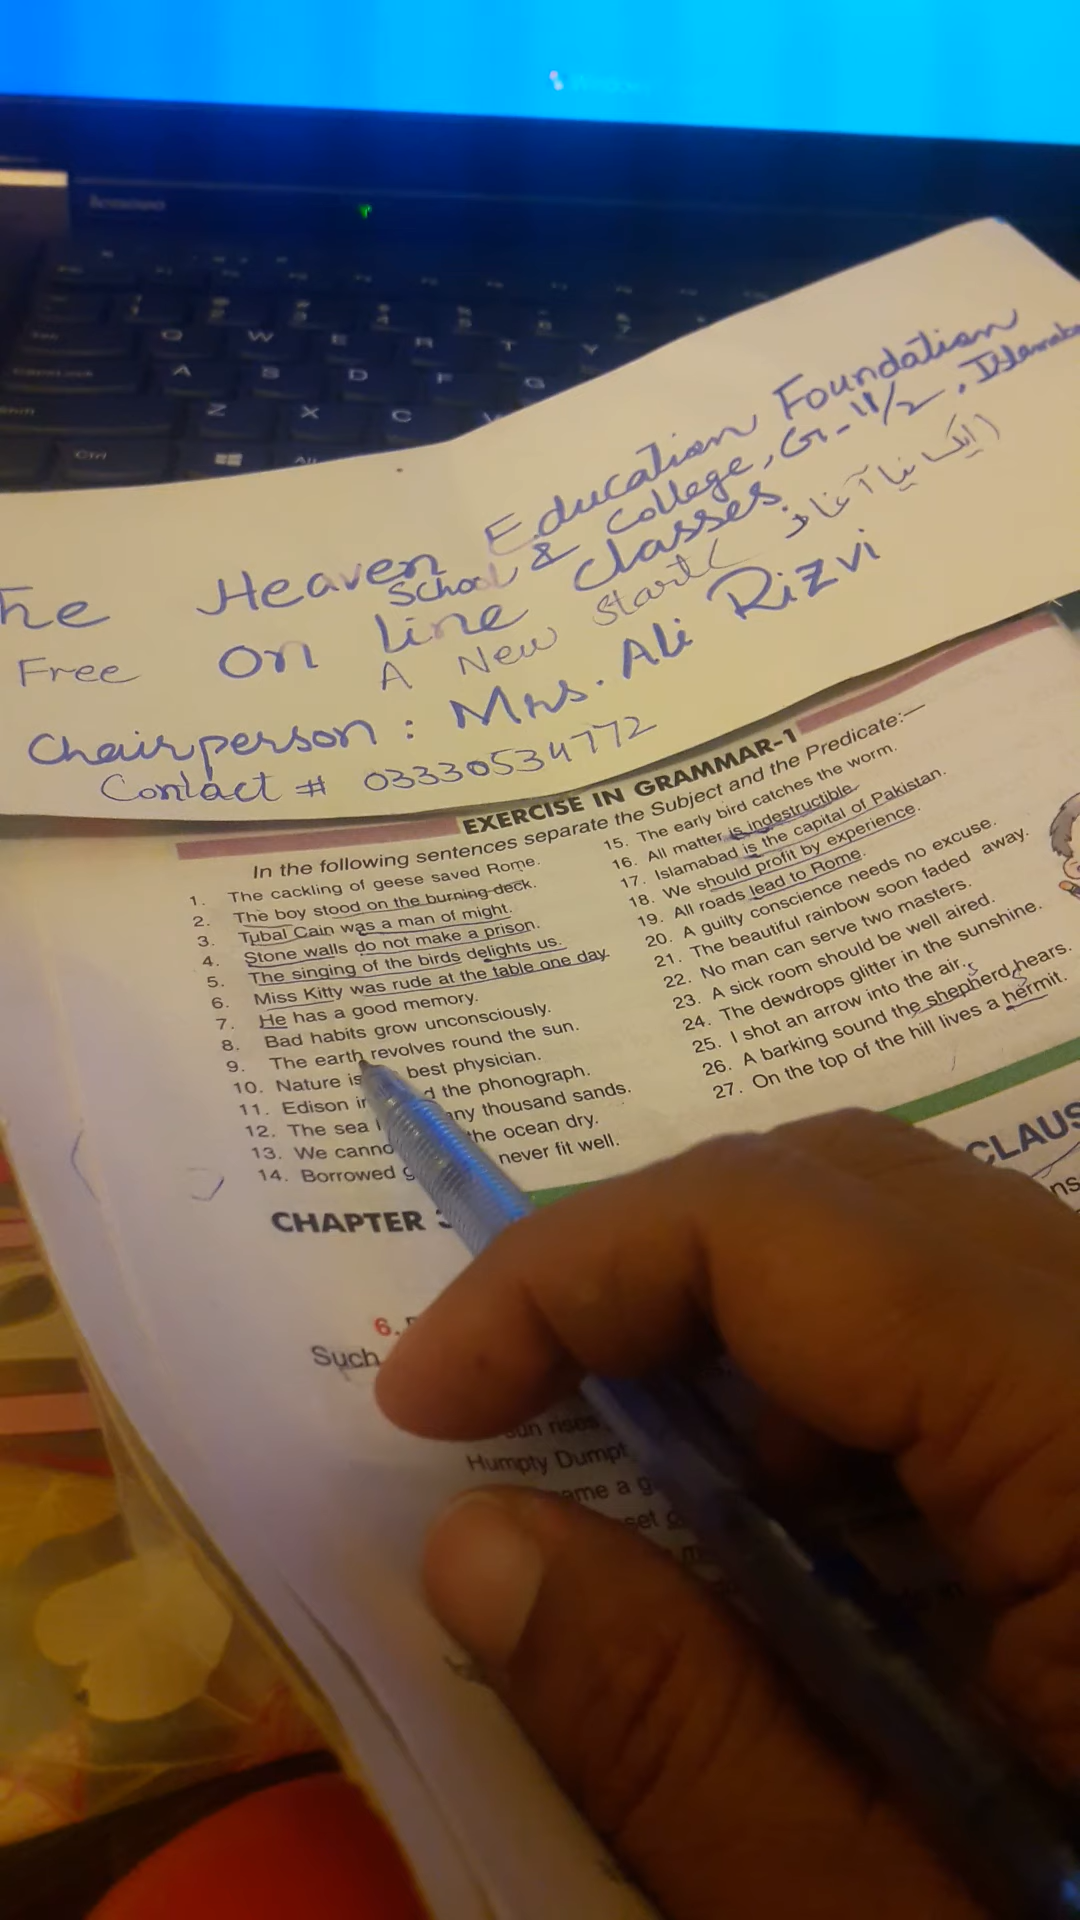 lenovo
Q W E R T Y
A S D F G
Z X C V
Ctrl
The Heaven Education Foundation
School & College, G-11/2, Islamabad
Free On line Classes.
A New Start (ایک نیا آغاز)
Chairperson: Mrs. Ali Rizvi
Contact # 03330534772
EXERCISE IN GRAMMAR-1
In the following sentences separate the Subject and the Predicate:—
1. The cackling of geese saved Rome.
2. The boy stood on the burning deck.
3. Tubal Cain was a man of might.
4. Stone walls do not make a prison.
5. The singing of the birds delights us.
6. Miss Kitty was rude at the table one day.
7. He has a good memory.
8. Bad habits grow unconsciously.
9. The earth revolves round the sun.
10. Nature is best physician.
11. Edison the phonograph.
12. The sea thousand sands.
13. We the ocean dry.
14. Borrowed never fit well.
15. The early bird catches the worm.
16. All matter is indestructible.
17. Islamabad is the capital of Pakistan.
18. We should profit by experience.
19. All roads lead to Rome.
20. A guilty conscience needs no excuse.
21. The beautiful rainbow soon faded away.
22. No man can serve two masters.
23. A sick room should be well aired.
24. The dewdrops glitter in the sunshine.
25. I shot an arrow into the air.
26. A barking sound the shepherd hears.
27. On the top of the hill lives a hermit.
CHAPTER
6.
Such
sun rises
Humpty